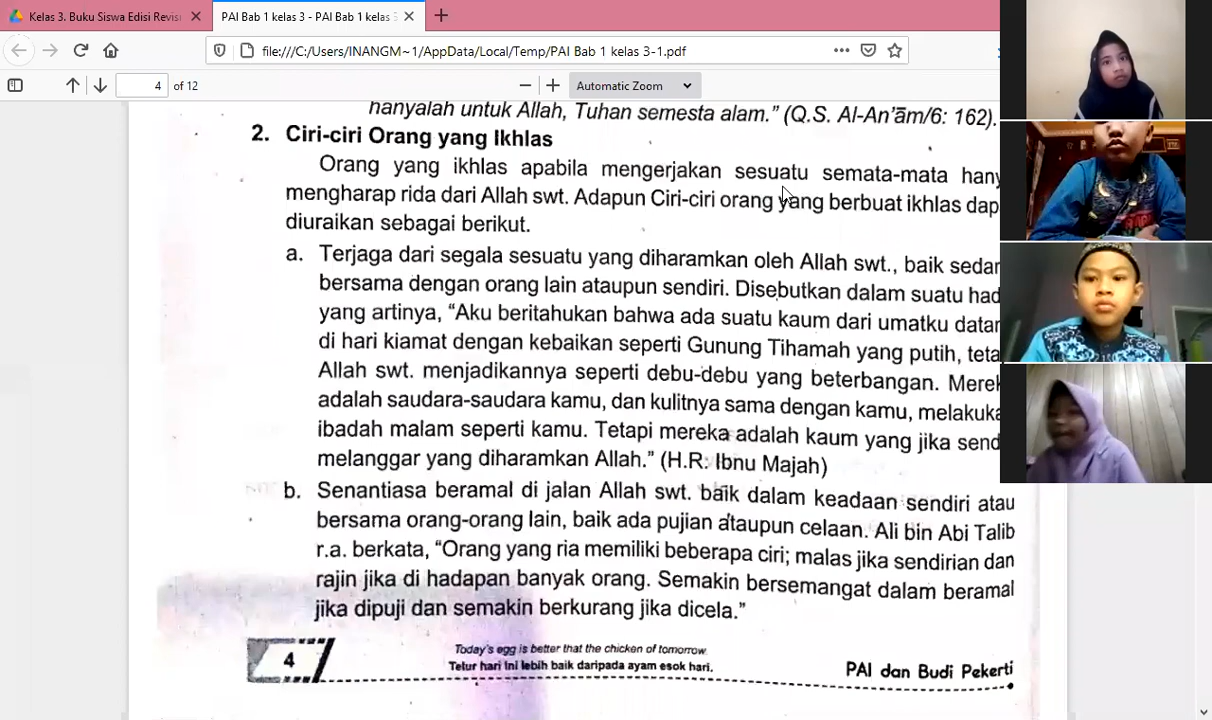 Kelas 3. Buku Siswa Edisi Revisi
PAI Bab 1 kelas 3 - PAI Bab 1 kelas 3
file:///C:/Users/INANGM~1/AppData/Local/Temp/PAI Bab 1 kelas 3-1.pdf
4 of 12
Automatic Zoom
hanyalah untuk Allah, Tuhan semesta alam.” (Q.S. Al-An’ām/6: 162).
2. Ciri-ciri Orang yang Ikhlas
Orang yang ikhlas apabila mengerjakan sesuatu semata-mata hany
mengharap rida dari Allah swt. Adapun Ciri-ciri orang yang berbuat ikhlas dap
diuraikan sebagai berikut.
a. Terjaga dari segala sesuatu yang diharamkan oleh Allah swt., baik sedan
bersama dengan orang lain ataupun sendiri. Disebutkan dalam suatu had
yang artinya, “Aku beritahukan bahwa ada suatu kaum dari umatku datan
di hari kiamat dengan kebaikan seperti Gunung Tihamah yang putih, teta
Allah swt. menjadikannya seperti debu-debu yang beterbangan. Merek
adalah saudara-saudara kamu, dan kulitnya sama dengan kamu, melakuka
ibadah malam seperti kamu. Tetapi mereka adalah kaum yang jika send
melanggar yang diharamkan Allah.” (H.R. Ibnu Majah)
b. Senantiasa beramal di jalan Allah swt. baik dalam keadaan sendiri atau
bersama orang-orang lain, baik ada pujian ataupun celaan. Ali bin Abi Talib
r.a. berkata, “Orang yang ria memiliki beberapa ciri; malas jika sendirian dan
rajin jika di hadapan banyak orang. Semakin bersemangat dalam beramal
jika dipuji dan semakin berkurang jika dicela.”
4
Today's egg is better that the chicken of tomorrow.
Telur hari ini lebih baik daripada ayam esok hari.
PAI dan Budi Pekerti